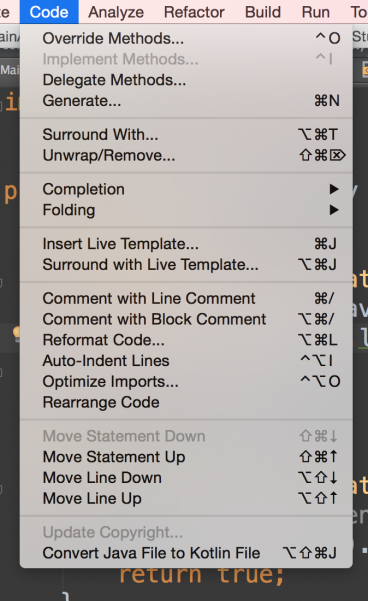 Code Analyze Refactor Build Run To
Override Methods... ^O
Implement Methods... ^I
Delegate Methods...
Generate... ⌘N
Surround With... ⌥⌘T
Unwrap/Remove... ⇧⌘⌦
Completion ▶
Folding ▶
Insert Live Template... ⌘J
Surround with Live Template... ⌥⌘J
Comment with Line Comment ⌘/
Comment with Block Comment ⌥⌘/
Reformat Code... ⌥⌘L
Auto-Indent Lines ^⌥I
Optimize Imports... ^⌥O
Rearrange Code
Move Statement Down ⇧⌘↓
Move Statement Up ⇧⌘↑
Move Line Down ⌥⇧↓
Move Line Up ⌥⇧↑
Update Copyright...
Convert Java File to Kotlin File ⌥⇧⌘J
return true;